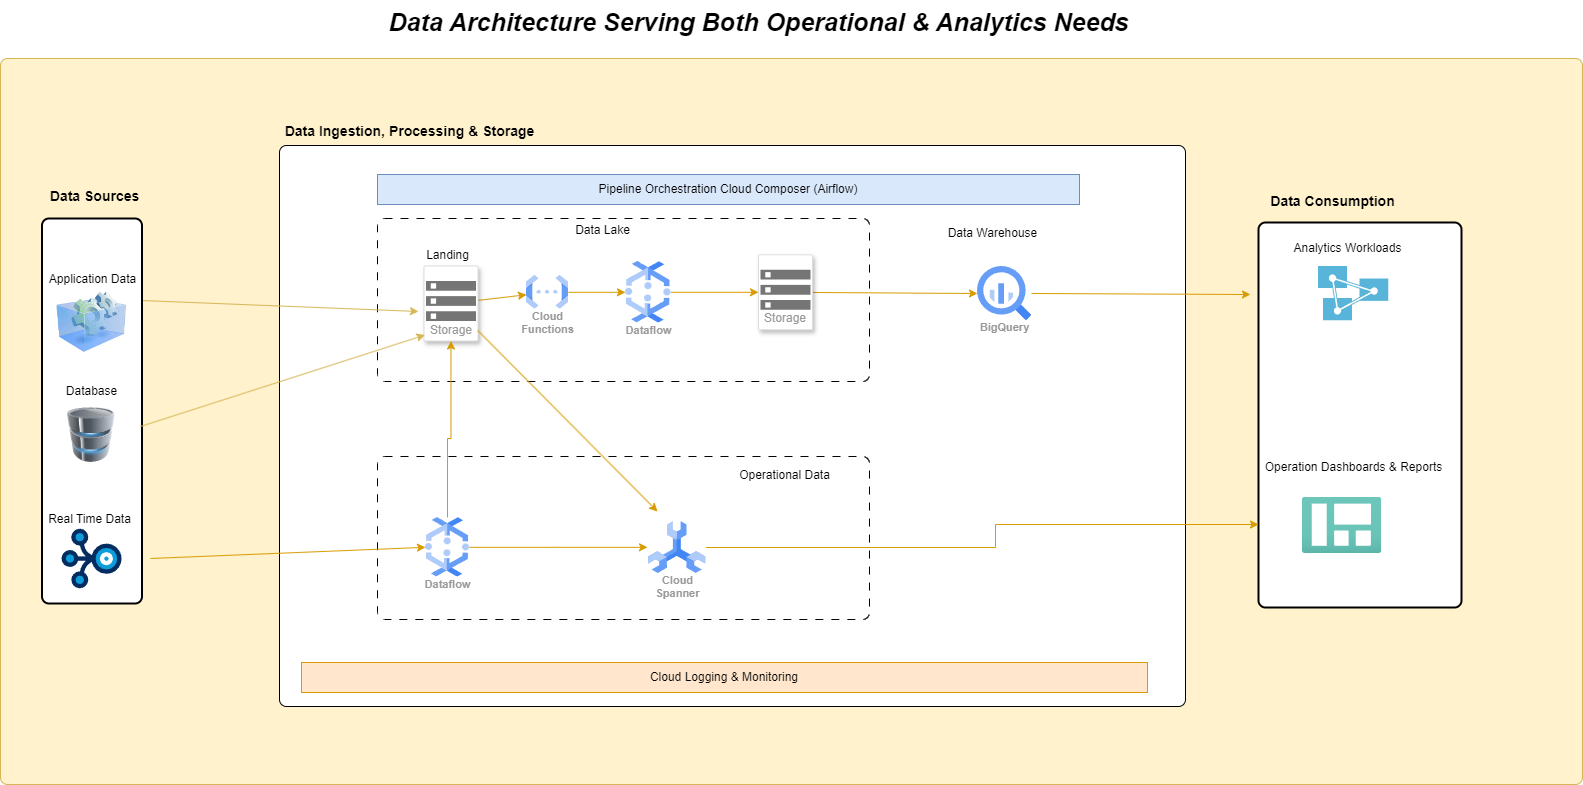 Data Architecture Serving Both Operational & Analytics Needs
Data Ingestion, Processing & Storage
Data Sources
Application Data
Database
Real Time Data
Pipeline Orchestration Cloud Composer (Airflow)
Data Lake
Landing
Storage
Cloud
Functions
Dataflow
Storage
Data Warehouse
BigQuery
Operational Data
Dataflow
Cloud
Spanner
Cloud Logging & Monitoring
Data Consumption
Analytics Workloads
Operation Dashboards & Reports